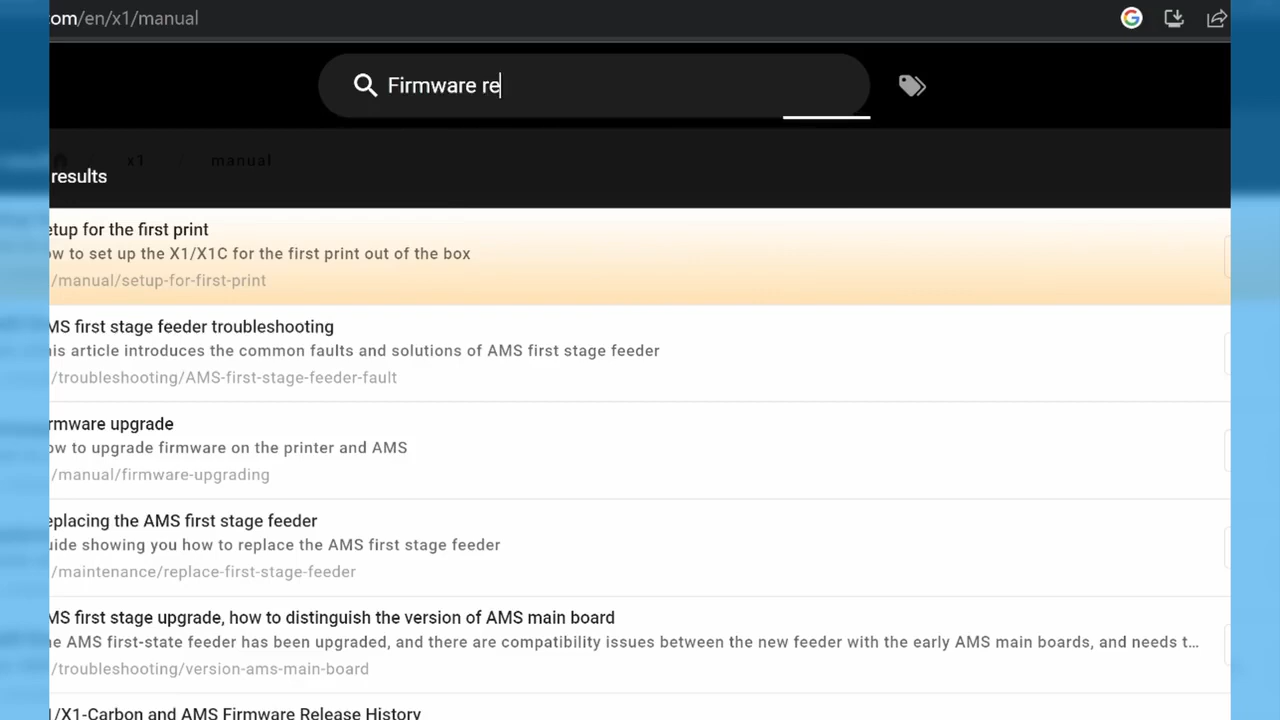 om/en/x1/manual
Firmware re
x1 / manual
results
etup for the first print
ow to set up the X1/X1C for the first print out of the box
/manual/setup-for-first-print
MS first stage feeder troubleshooting
is article introduces the common faults and solutions of AMS first stage feeder
/troubleshooting/AMS-first-stage-feeder-fault
rmware upgrade
ow to upgrade firmware on the printer and AMS
/manual/firmware-upgrading
eplacing the AMS first stage feeder
uide showing you how to replace the AMS first stage feeder
/maintenance/replace-first-stage-feeder
MS first stage upgrade, how to distinguish the version of AMS main board
e AMS first-state feeder has been upgraded, and there are compatibility issues between the new feeder with the early AMS main boards, and needs t...
/troubleshooting/version-ams-main-board
/X1-Carbon and AMS Firmware Release History